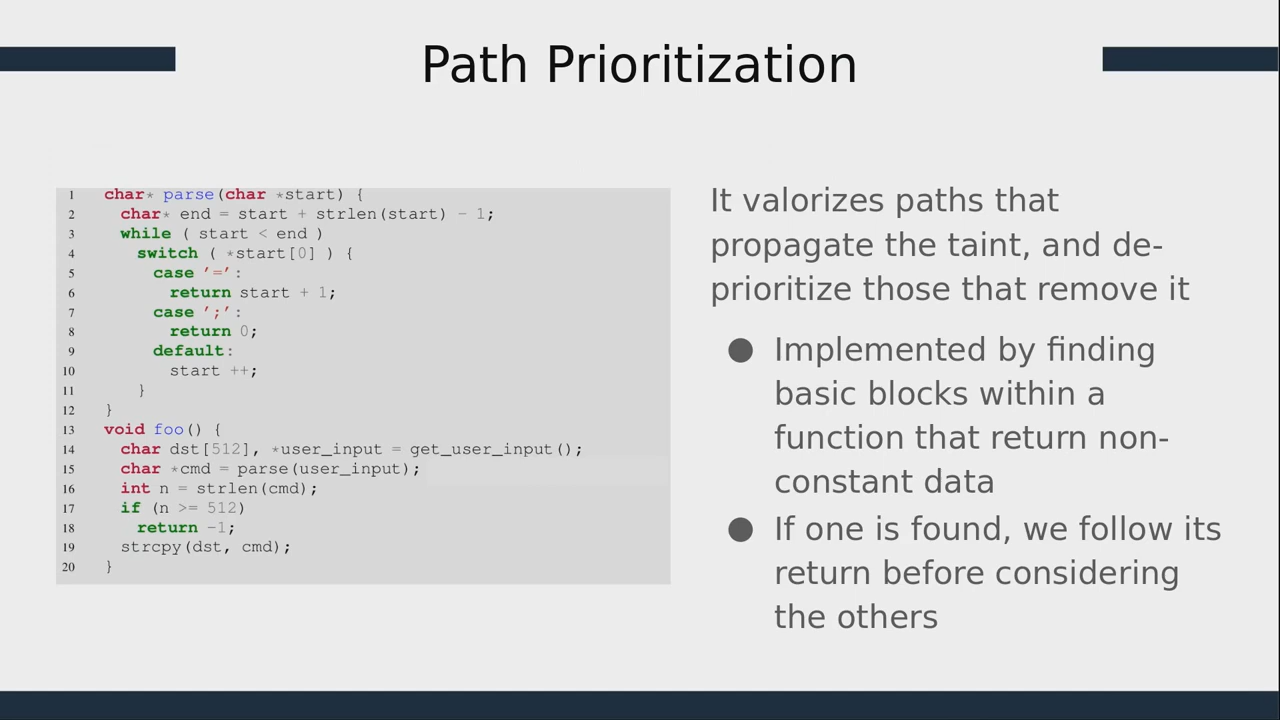 Path Prioritization
1 char* parse(char *start) {
2 char* end = start + strlen(start) - 1;
3 while ( start < end )
4 switch ( *start[0] ) {
5 case '=':
6 return start + 1;
7 case ';':
8 return 0;
9 default:
10 start ++;
11 }
12 }
13 void foo() {
14 char dst[512], *user_input = get_user_input();
15 char *cmd = parse(user_input);
16 int n = strlen(cmd);
17 if (n >= 512)
18 return -1;
19 strcpy(dst, cmd);
20 }
It valorizes paths that
propagate the taint, and de-
prioritize those that remove it
● Implemented by finding
basic blocks within a
function that return non-
constant data
● If one is found, we follow its
return before considering
the others